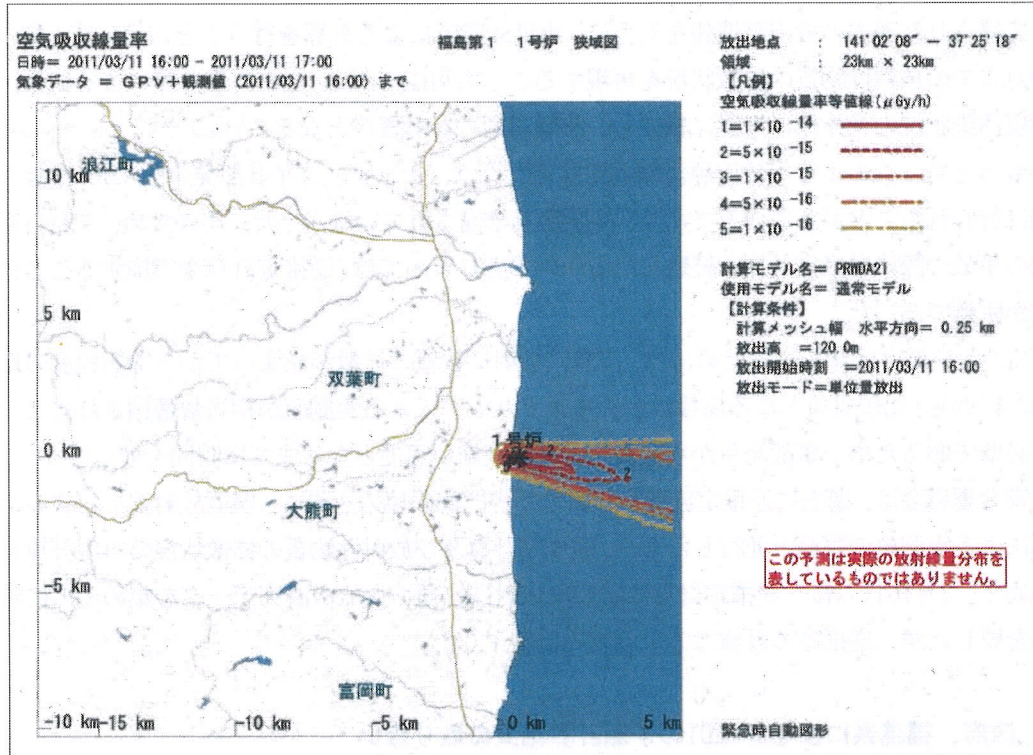 空気吸収線量率
日時= 2011/03/11 16:00 - 2011/03/11 17:00
気象データ = GPV+観測値 (2011/03/11 16:00) まで
福島第1 1号炉 狭域図
放出地点 : 141°02'08" - 37°25'18"
領域 : 23km × 23km
【凡例】
空気吸収線量率等値線(μGy/h)
1=1×10 -14
2=5×10 -15
3=1×10 -15
4=5×10 -16
5=1×10 -16
計算モデル名= PRWDA21
使用モデル名= 通常モデル
【計算条件】
計算メッシュ幅 水平方向= 0.25 km
放出高 =120.0m
放出開始時刻 =2011/03/11 16:00
放出モード=単位量放出
浪江町
10 km
5 km
双葉町
0 km
1号炉
2
2
大熊町
-5 km
富岡町
-10 km
-15 km
-10 km
-5 km
0 km
5 km
この予測は実際の放射線量分布を
表しているものではありません。
緊急時自動図形